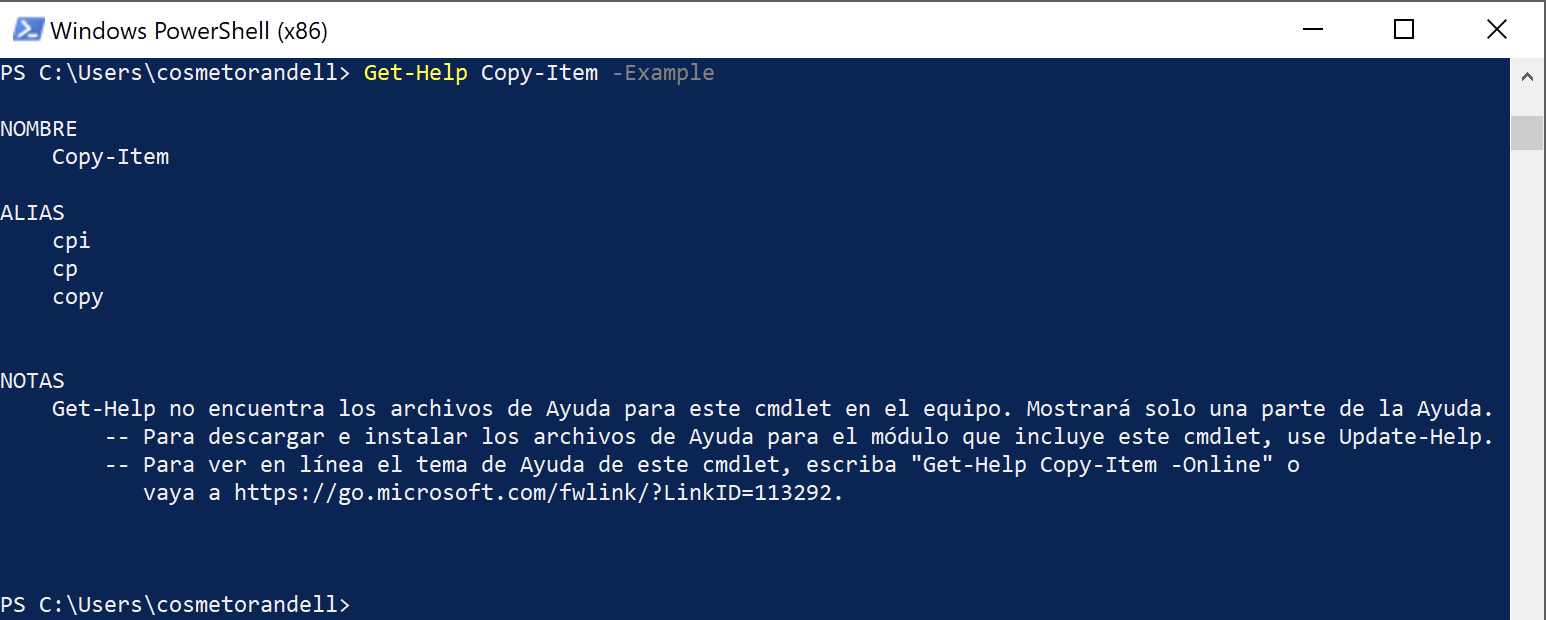 Windows PowerShell (x86)
PS C:\Users\cosmetorandell> Get-Help Copy-Item -Example
NOMBRE
Copy-Item
ALIAS
cpi
cp
copy
NOTAS
Get-Help no encuentra los archivos de Ayuda para este cmdlet en el equipo. Mostrará solo una parte de la Ayuda.
-- Para descargar e instalar los archivos de Ayuda para el módulo que incluye este cmdlet, use Update-Help.
-- Para ver en línea el tema de Ayuda de este cmdlet, escriba "Get-Help Copy-Item -Online" o
vaya a https://go.microsoft.com/fwlink/?LinkID=113292.
PS C:\Users\cosmetorandell>